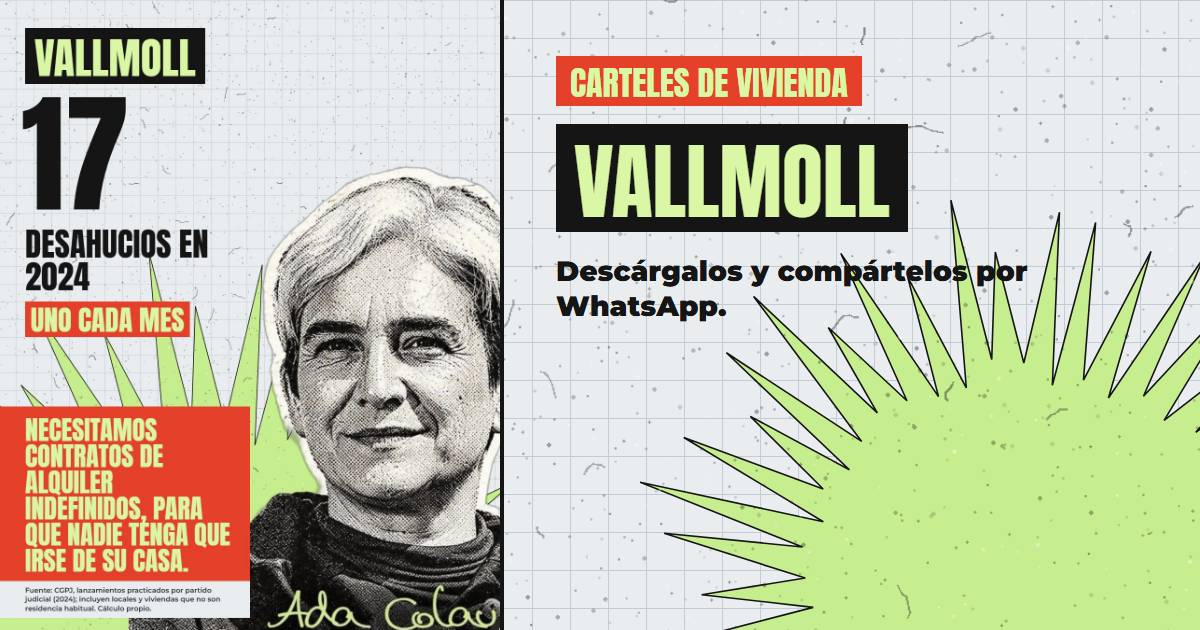 VALLMOLL
17
DESAHUCIOS EN
2024
UNO CADA MES
NECESITAMOS
CONTRATOS DE
ALQUILER
INDEFINIDOS, PARA
QUE NADIE TENGA QUE
IRSE DE SU CASA.
Fuente: CGPJ, lanzamientos practicados por partido
judicial (2024); incluyen locales y viviendas que no son
residencia habitual. Cálculo propio.
Ada Colau
CARTELES DE VIVIENDA
VALLMOLL
Descárgalos y compártelos por
WhatsApp.